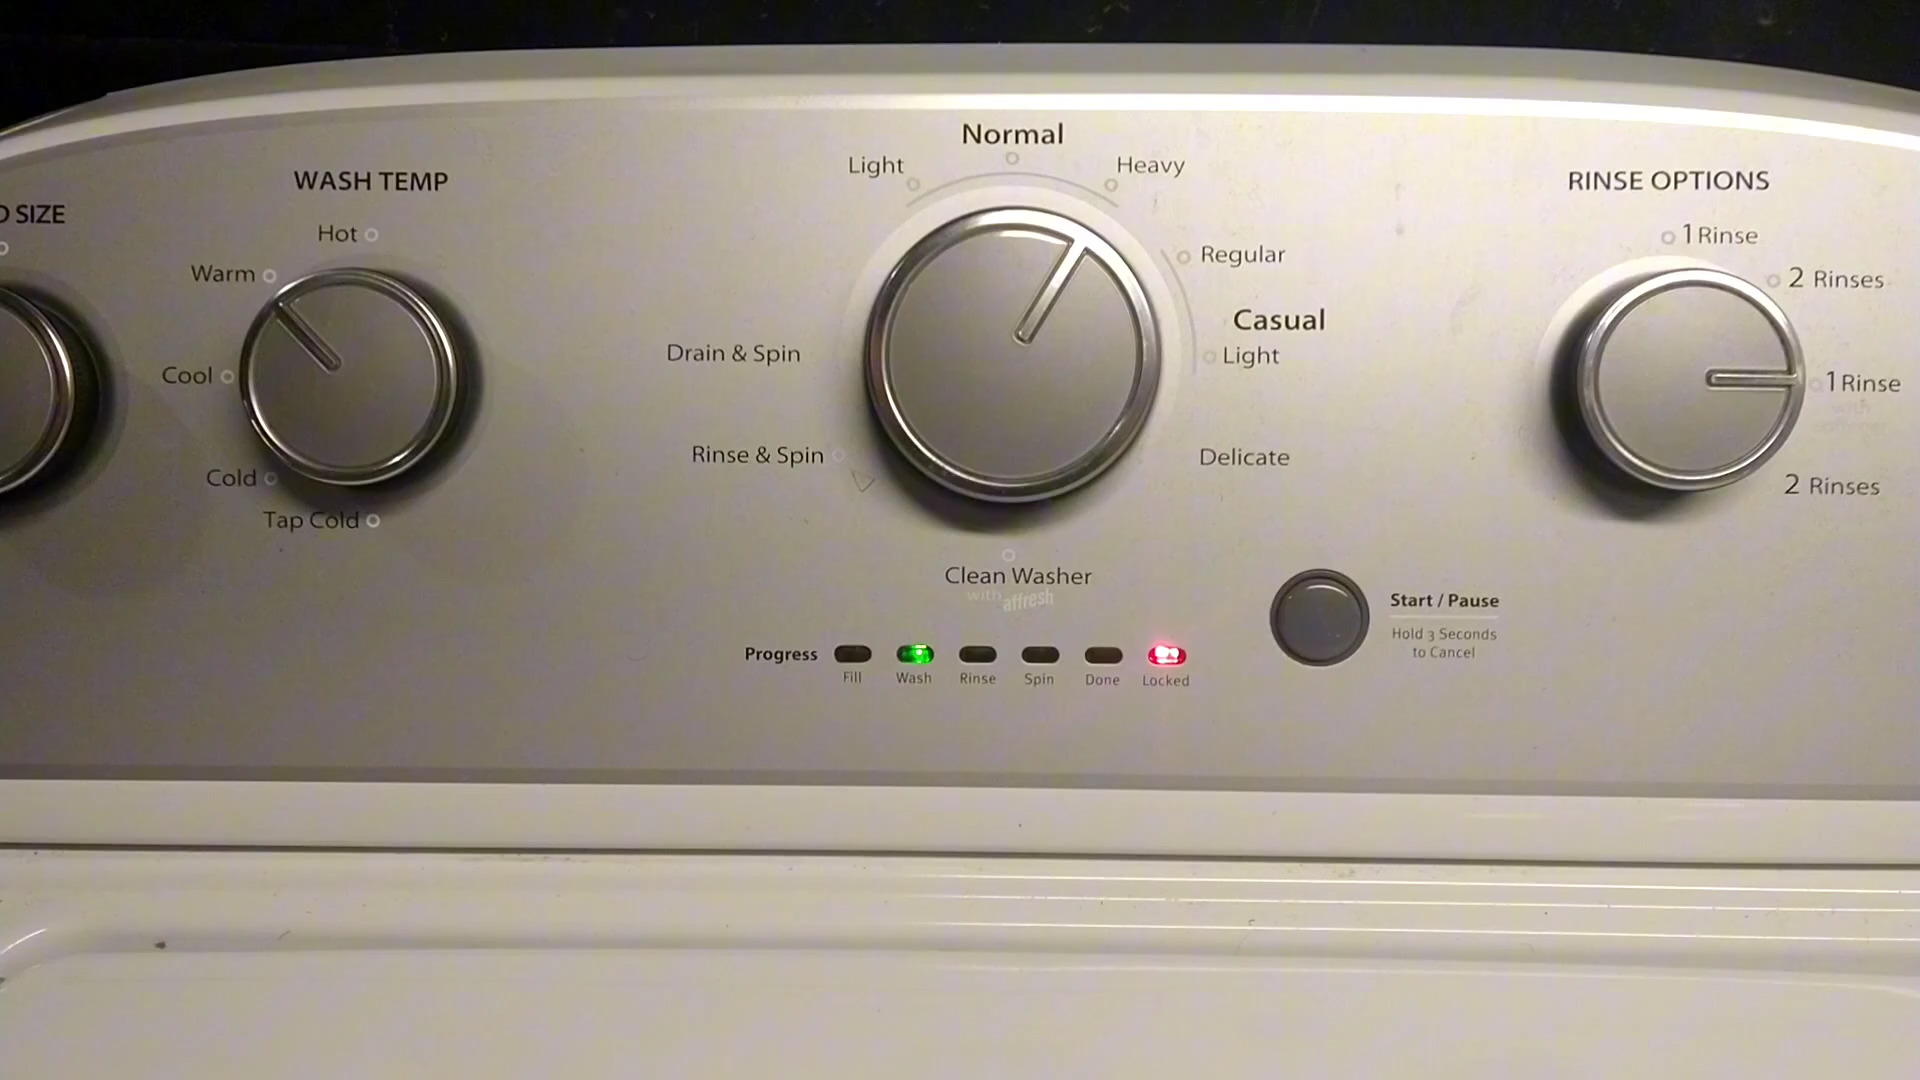 D SIZE
WASH TEMP
Hot
Warm
Cool
Cold
Tap Cold
Normal
Light
Heavy
Regular
Casual
Light
Delicate
Drain & Spin
Rinse & Spin
Clean Washer
with affresh
Progress
Fill
Wash
Rinse
Spin
Done
Locked
Start / Pause
Hold 3 Seconds
to Cancel
RINSE OPTIONS
1 Rinse
2 Rinses
1 Rinse
with
2 Rinses